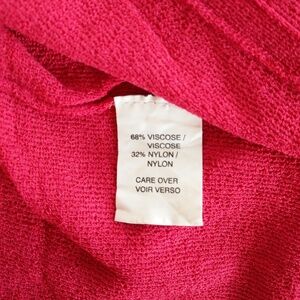 68% VISCOSE /
VISCOSE
32% NYLON /
NYLON
CARE OVER
VOIR VERSO